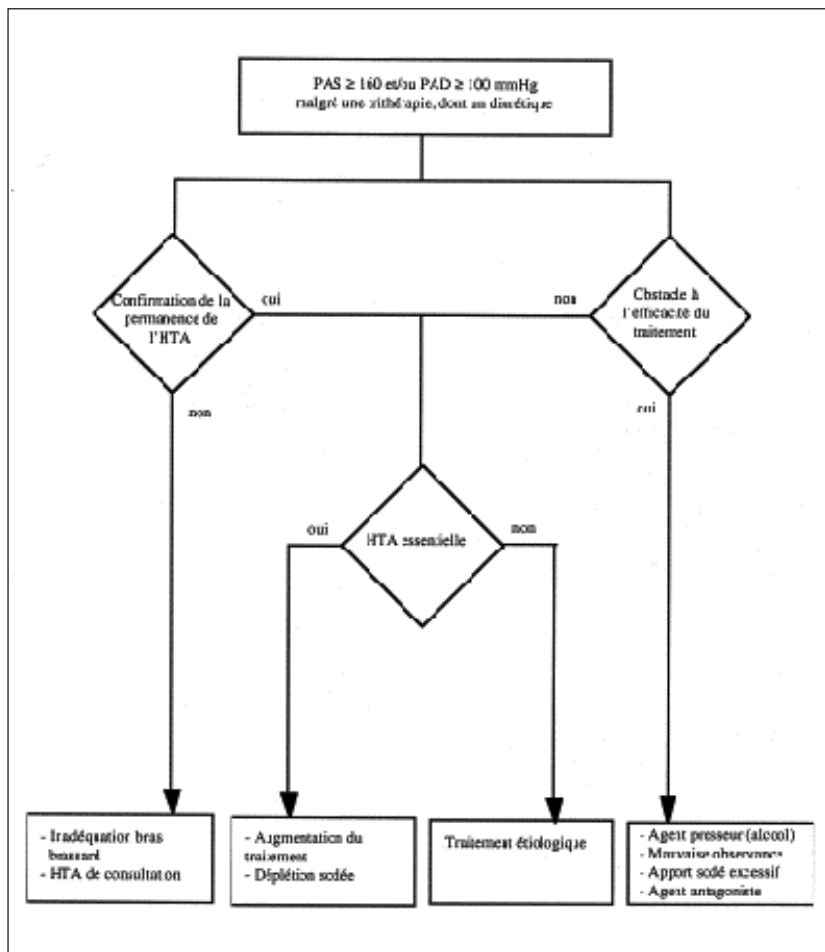 PAS ≥ 160 et/ou PAD ≥ 100 mmHg
malgré une trithérapie, dont un diurétique
Confirmation de la
permanence de
l'HTA
oui
non
Obstacle à
l'efficacité du
traitement
non
oui
HTA essentielle
oui
non
- Inadéquation bras
brassard
- HTA de consultation
- Augmentation du
traitement
- Déplétion sodée
Traitement étiologique
- Agent presseur (alcool)
- Mauvaise observance
- Apport sodé excessif
- Agent antagoniste